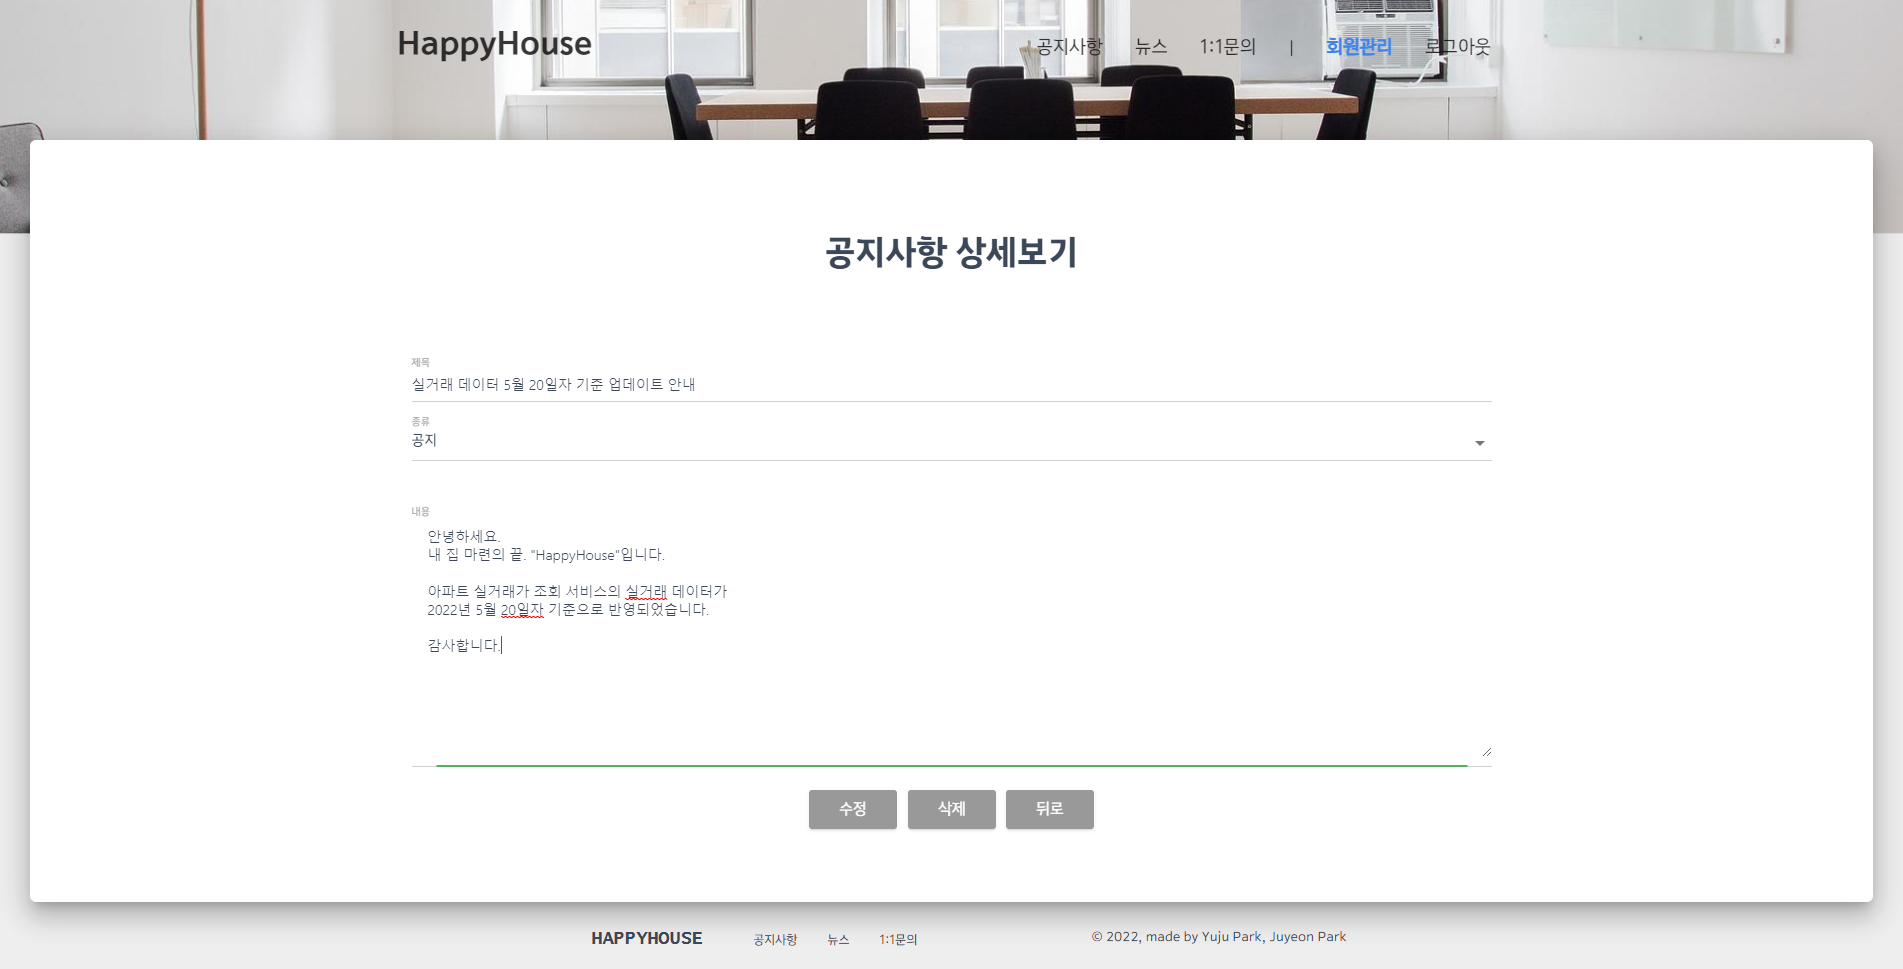 HappyHouse
공지사항 뉴스 1:1문의 | 회원관리 로그아웃
공지사항 상세보기
제목
실거래 데이터 5월 20일자 기준 업데이트 안내
종류
공지
내용
안녕하세요.
내 집 마련의 끝. "HappyHouse"입니다.
아파트 실거래가 조회 서비스의 실거래 데이터가
2022년 5월 20일자 기준으로 반영되었습니다.
감사합니다.
수정 삭제 뒤로
HAPPYHOUSE 공지사항 뉴스 1:1문의 © 2022, made by Yuju Park, Juyeon Park